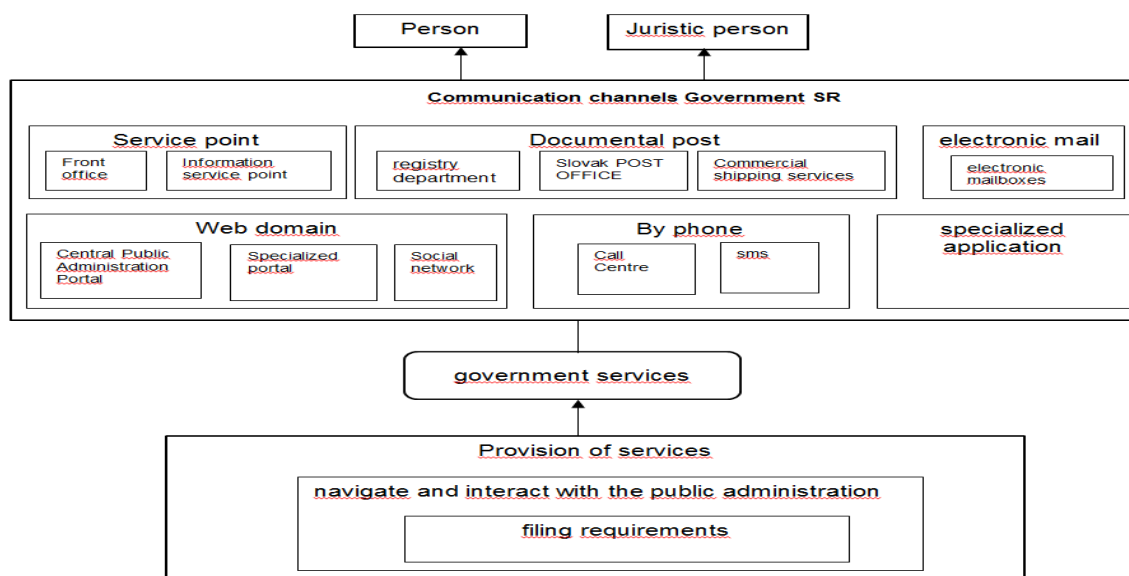 Person
Juristic person
Communication channels Government SR
Service point
Front
office
Information
service point
Documental post
registry
department
Slovak POST
OFFICE
Commercial
shipping services
electronic mail
electronic
mailboxes
Web domain
Central Public
Administration
Portal
Specialized
portal
Social
network
By phone
Call
Centre
sms
specialized
application
government services
Provision of services
navigate and interact with the public administration
filing requirements